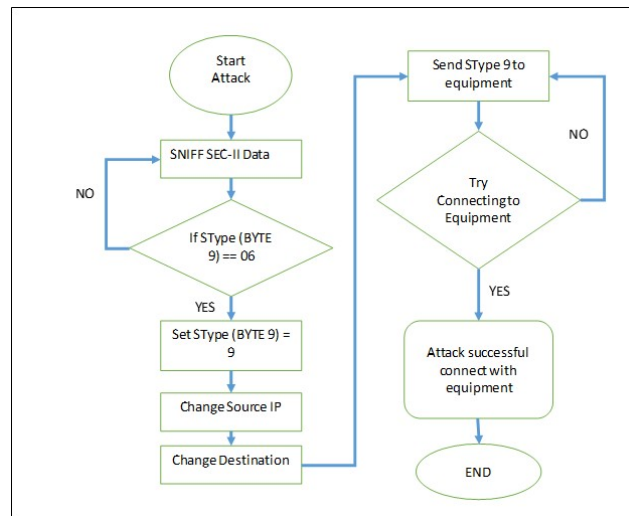 Start
Attack
SNIFF SEC-II Data
NO
If SType (BYTE
9) == 06
YES
Set SType (BYTE 9) =
9
Change Source IP
Change Destination
Send SType 9 to
equipment
NO
Try
Connecting to
Equipment
YES
Attack successful
connect with
equipment
END